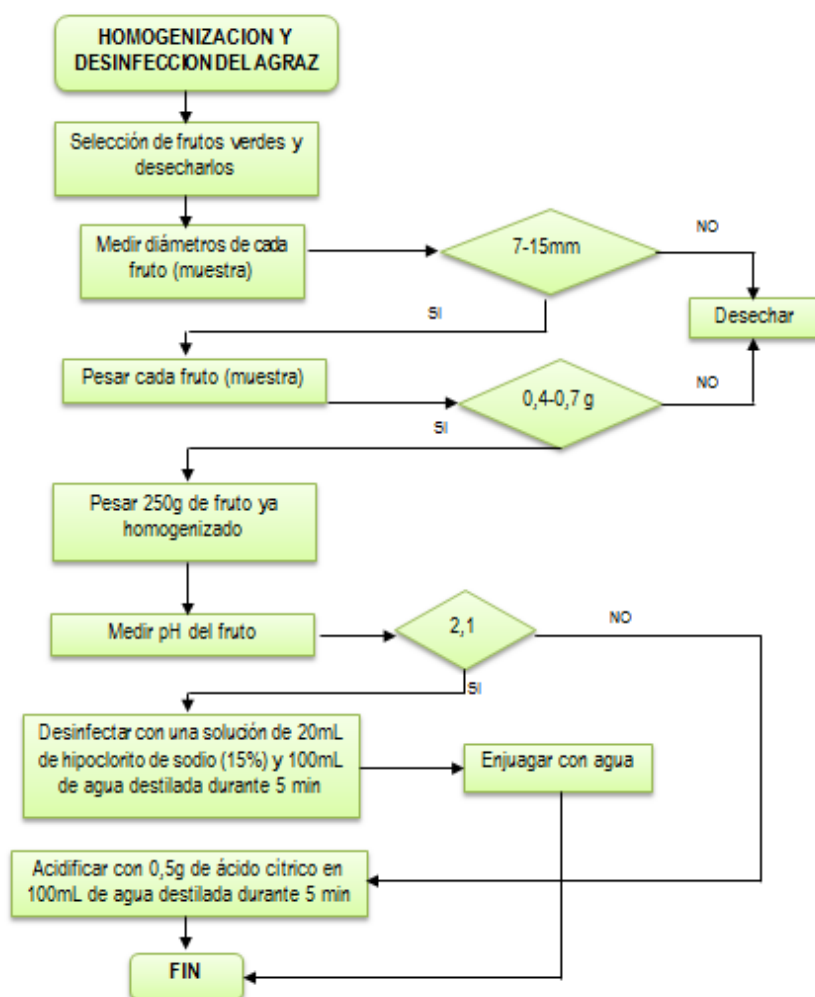 HOMOGENIZACION Y
DESINFECCION DEL AGRAZ
Selección de frutos verdes y
desecharlos
Medir diámetros de cada
fruto (muestra)
7-15mm
NO
SI
Desechar
Pesar cada fruto (muestra)
0,4-0,7 g
NO
SI
Pesar 250g de fruto ya
homogenizado
Medir pH del fruto
2,1
NO
SI
Desinfectar con una solución de 20mL
de hipoclorito de sodio (15%) y 100mL
de agua destilada durante 5 min
Enjuagar con agua
Acidificar con 0,5g de ácido cítrico en
100mL de agua destilada durante 5 min
FIN